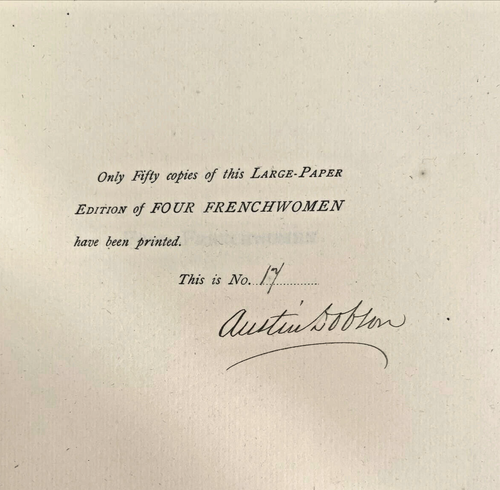 Only Fifty copies of this LARGE-PAPER
EDITION of FOUR FRENCHWOMEN
have been printed.
This is No. 17
Austin Dobson